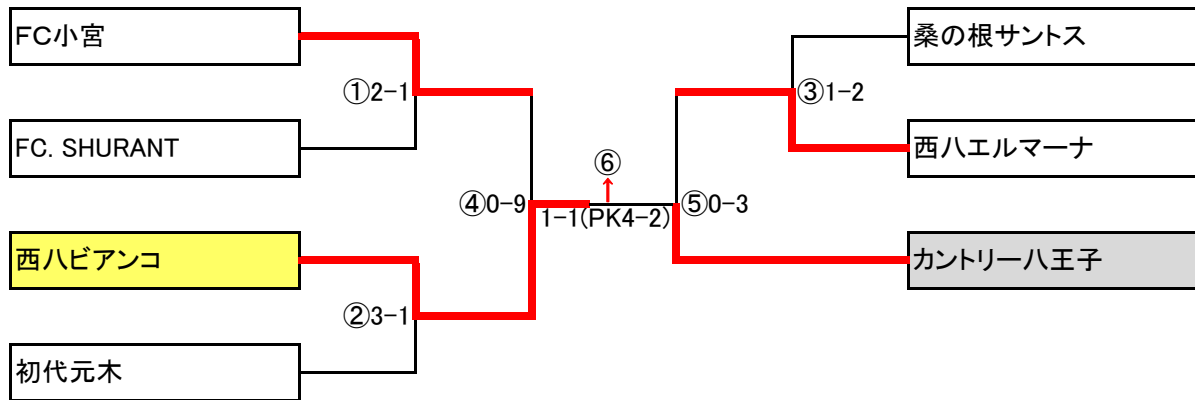 FC小宮
桑の根サントス
①2-1
③1-2
FC. SHURANT
西八エルマーナ
⑥
④0-9
1-1(PK4-2)
⑤0-3
西八ビアンコ
カントリー八王子
②3-1
初代元木